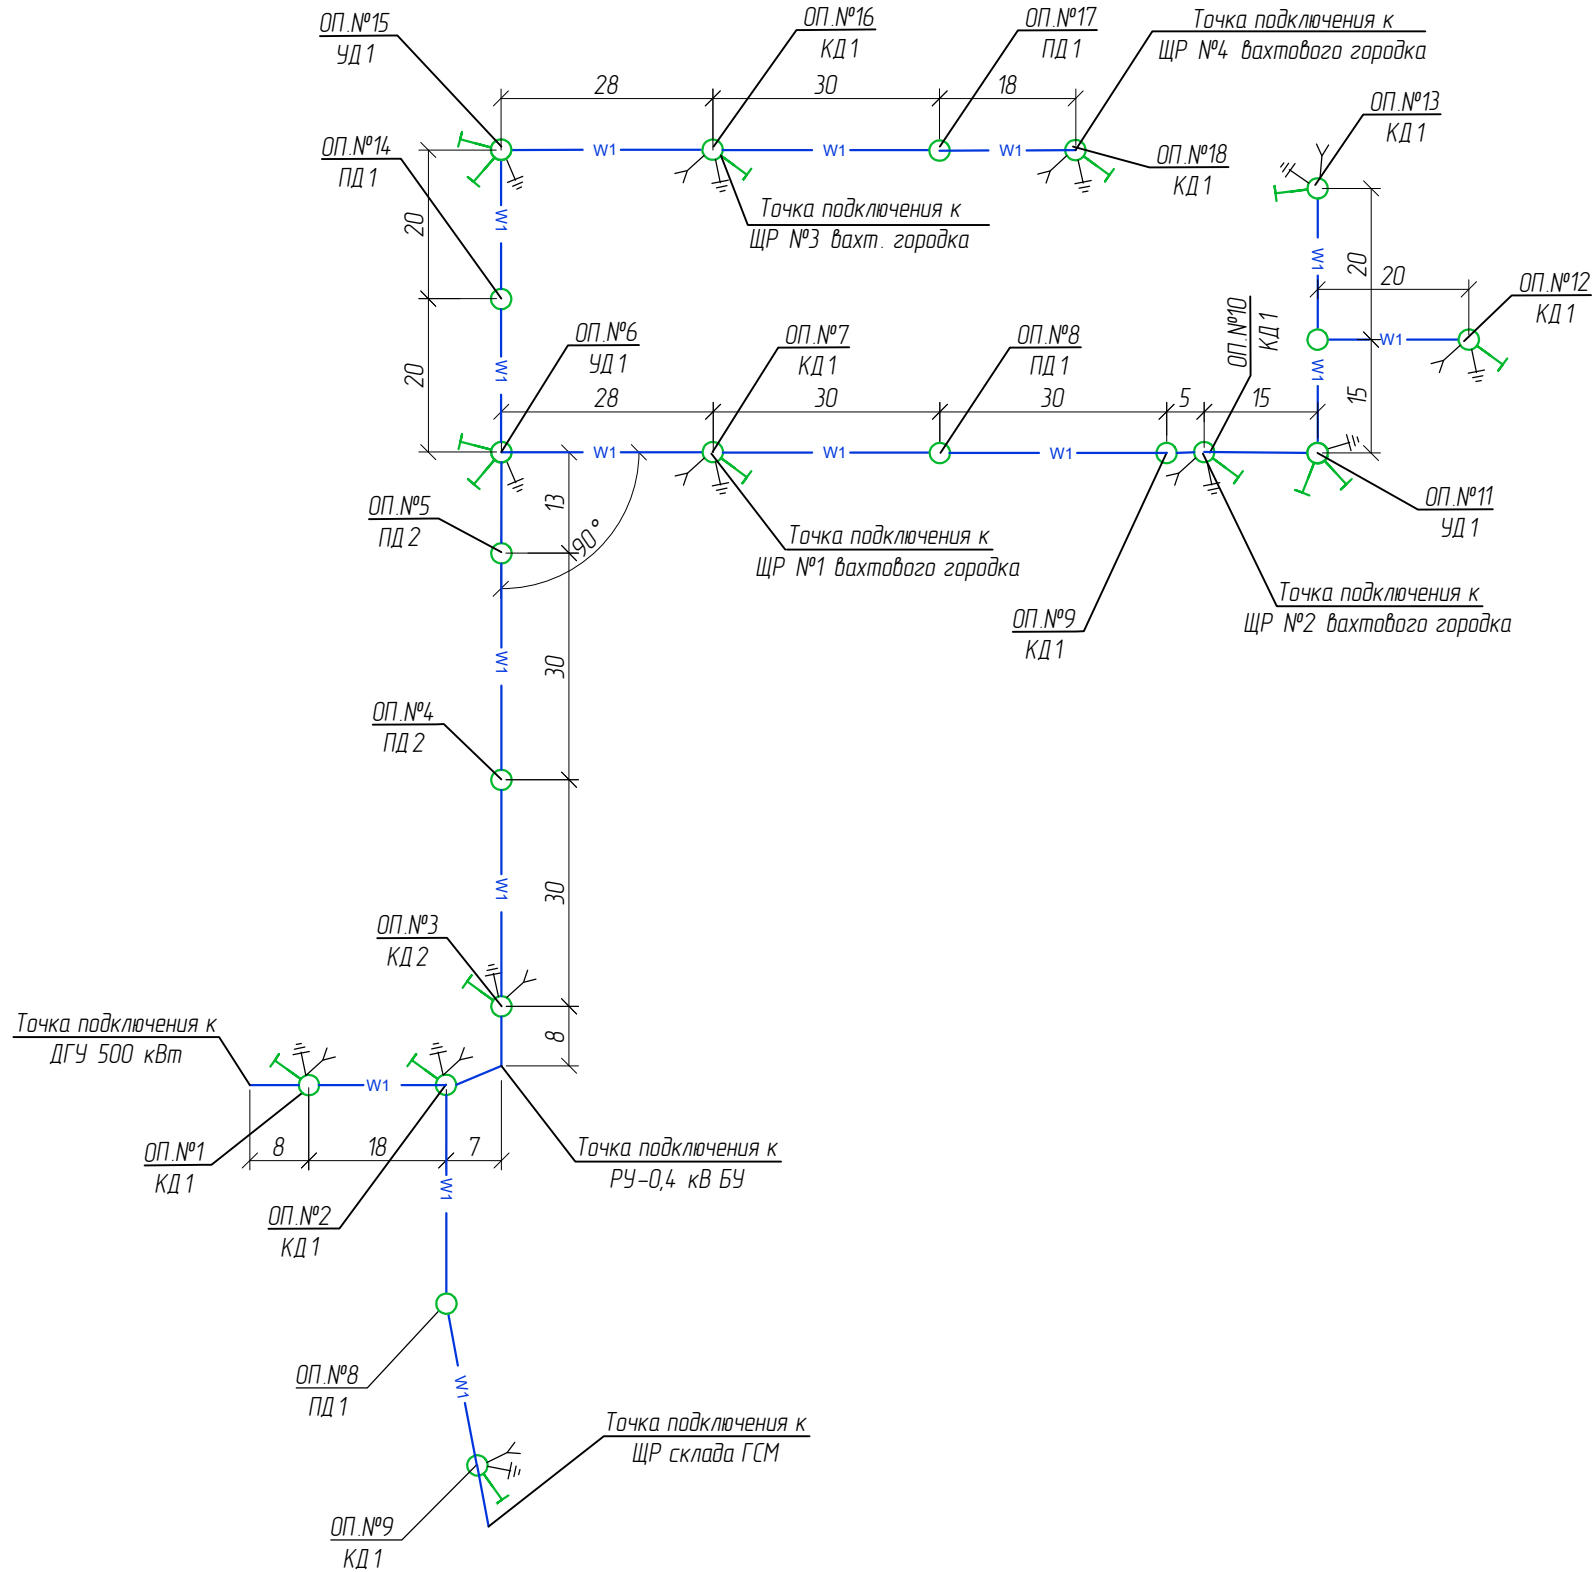 ОП.№15
УД1
ОП.№16
КД1
ОП.№17
ПД1
Точка подключения к
ЩР №4 вахтового городка
28
30
18
ОП.№13
КД1
ОП.№14
ПД1
W1
W1
W1
ОП.№18
КД1
Точка подключения к
ЩР №3 вахт. городка
20
W1
W1
20
20
ОП.№12
КД1
ОП.№10
КД1
ОП.№6
УД1
ОП.№7
КД1
ОП.№8
ПД1
W1
20
W1
W1
28
30
30
5
15
15
W1
W1
W1
ОП.№5
ПД2
13
90°
ОП.№11
УД1
Точка подключения к
ЩР №1 вахтового городка
Точка подключения к
ЩР №2 вахтового городка
ОП.№9
КД1
W1
30
ОП.№4
ПД2
W1
30
ОП.№3
КД2
Точка подключения к
ДГУ 500 кВт
8
W1
ОП.№1
КД1
8
18
7
Точка подключения к
РУ-0,4 кВ БУ
W1
ОП.№2
КД1
ОП.№8
ПД1
W1
Точка подключения к
ЩР склада ГСМ
ОП.№9
КД1